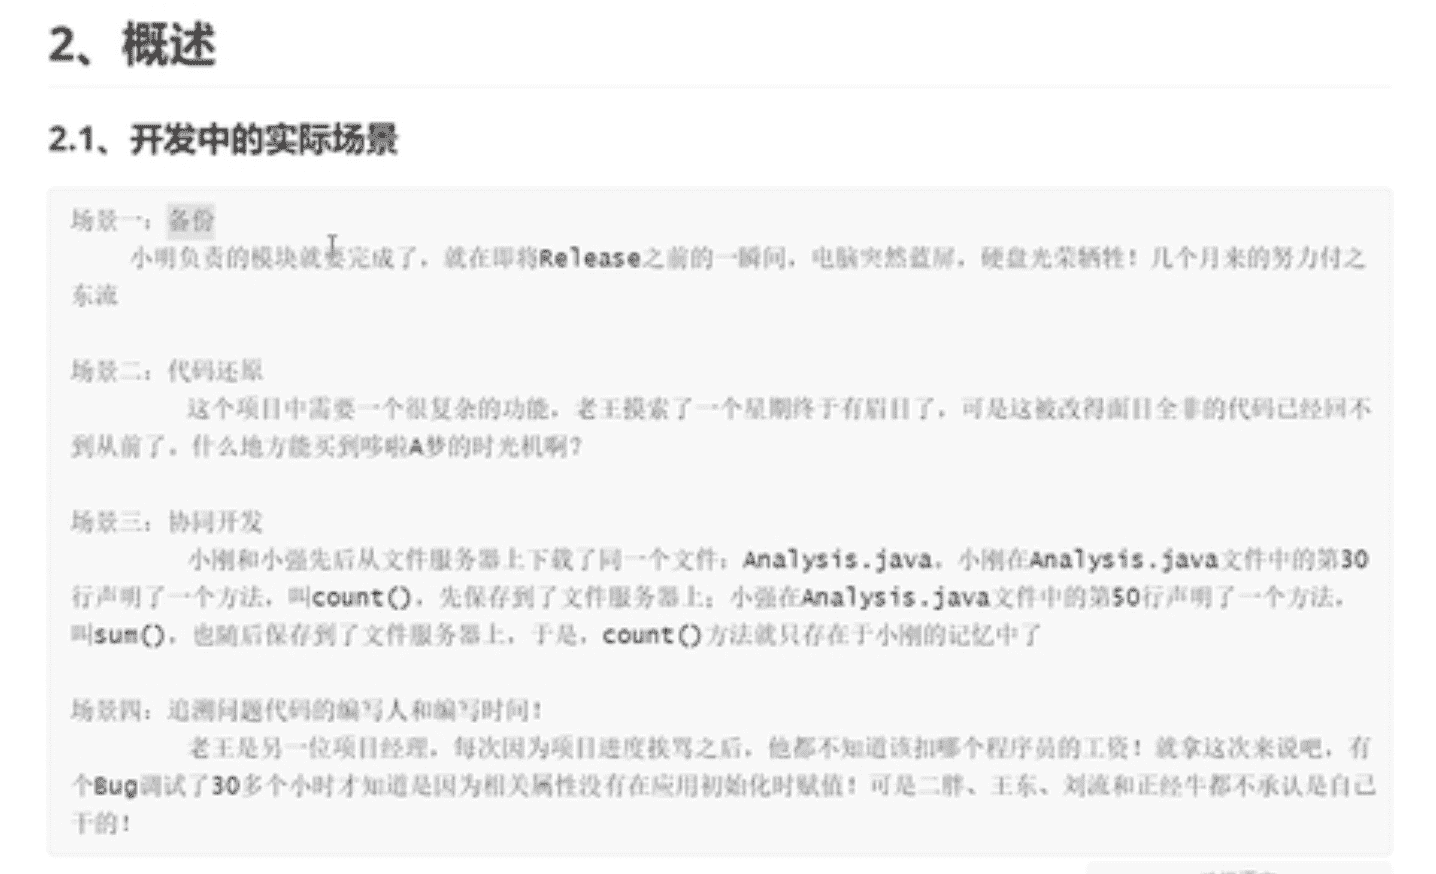 2、概述
2.1、开发中的实际场景
场景一：备份
小明负责的模块就要完成了，就在即将Release之前的一瞬间，电脑突然蓝屏，硬盘光荣牺牲！几个月来的努力付之
东流
场景二：代码还原
这个项目中需要一个很复杂的功能，老王摸索了一个星期终于有眉目了，可是这被改得面目全非的代码已经回不
到从前了。什么地方能买到哆啦A梦的时光机啊？
场景三：协同开发
小刚和小强先后从文件服务器上下载了同一个文件：Analysis.java。小刚在Analysis.java文件中的第30
行声明了一个方法，叫count()，先保存到了文件服务器上；小强在Analysis.java文件中的第50行声明了一个方法，
叫sum()，也随后保存到了文件服务器上，于是，count()方法就只存在于小刚的记忆中了
场景四：追溯问题代码的编写人和编写时间！
老王是另一位项目经理，每次因为项目进度挨骂之后，他都不知道该扣哪个程序员的工资！就拿这次来说吧，有
个Bug调试了30多个小时才知道是因为相关属性没有在应用初始化时赋值！可是二胖、王东、刘流和正经牛都不承认是自己
干的！